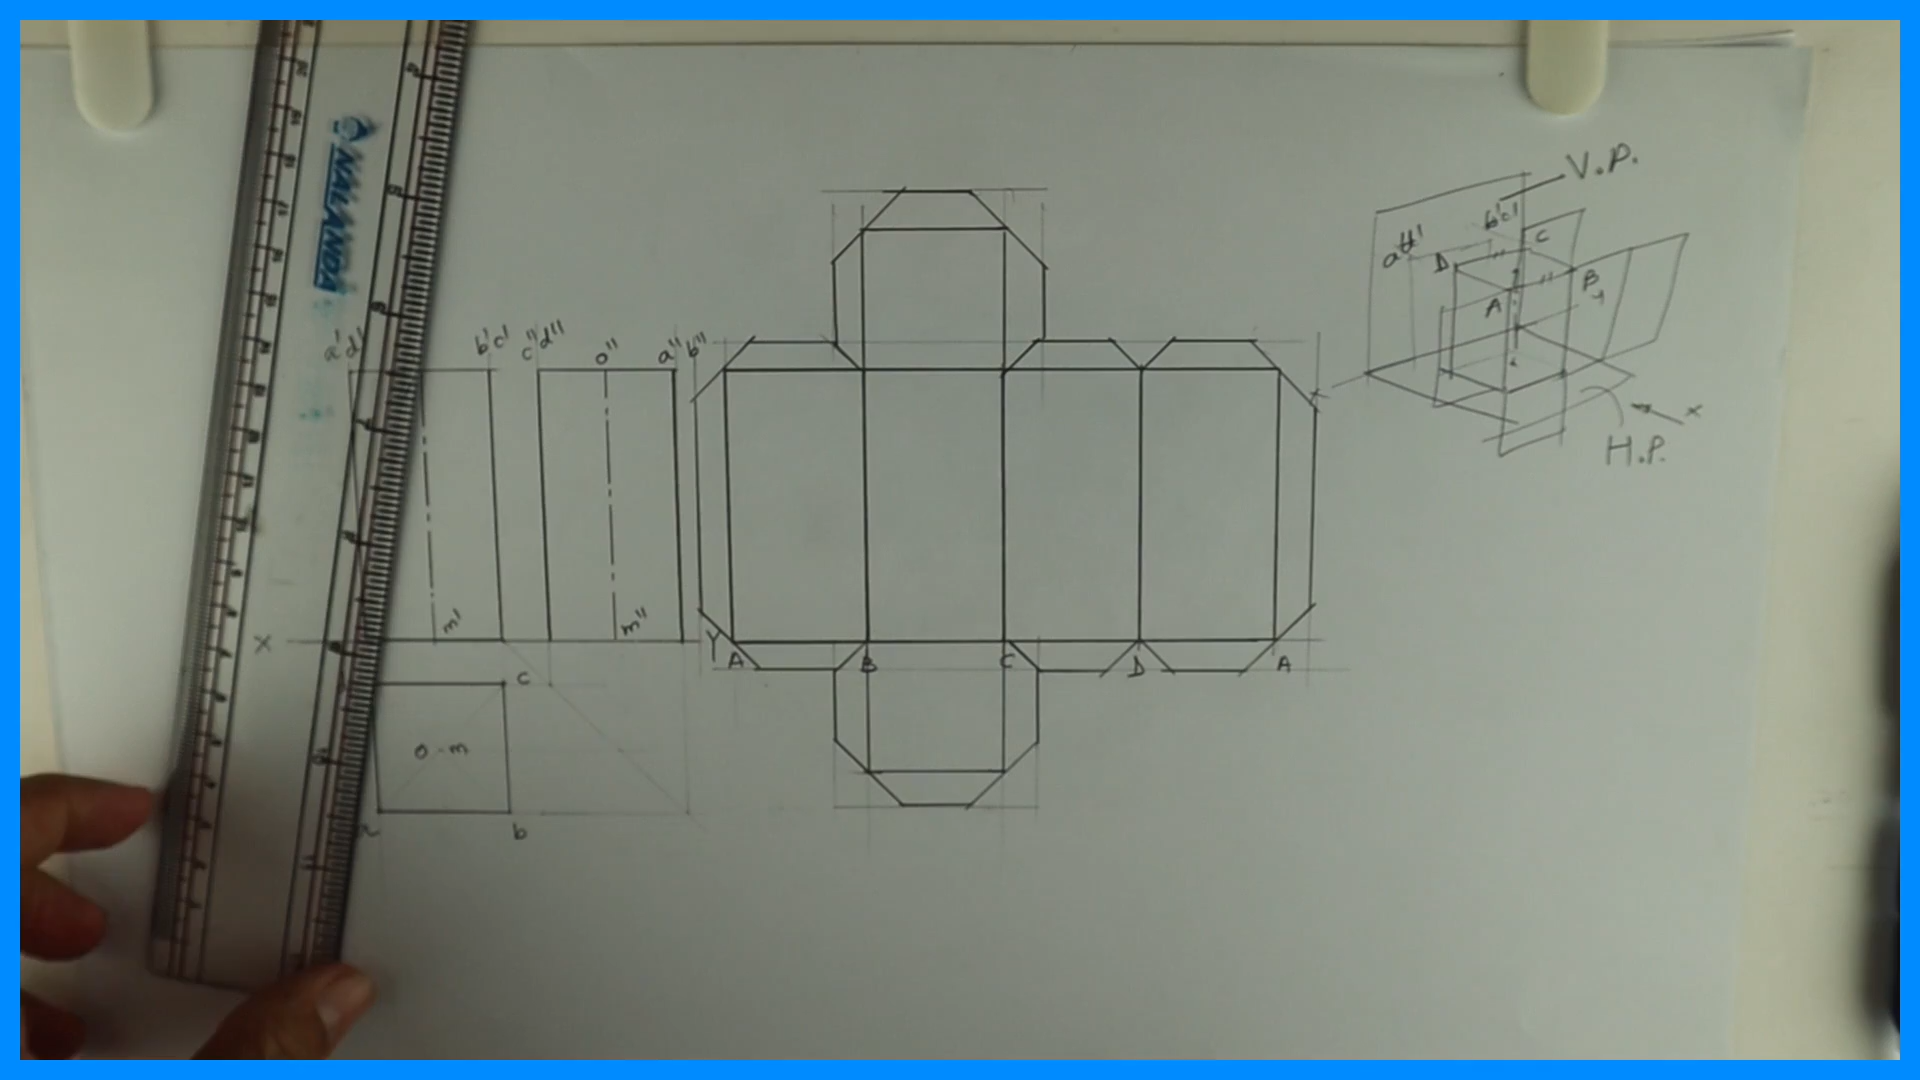 NALANDA
V.P.
b'c'
a'd'
C
D
B
A
Y
X
H.P.
a'd'
b'c'
c"d"
o"
a"b"
m'
m"
X
Y
A
B
C
D
A
c
o-m
a
b